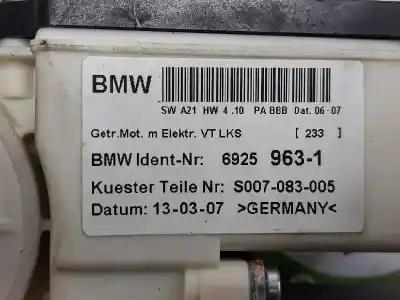 BMW
SW A21 HW 4 .10 PA BBB Dat. 06-07
Getr.Mot. m Elektr. VT LKS [ 233 ]
BMW Ident-Nr: 6925 963-1
Kuester Teile Nr: S007-083-005
Datum: 13-03-07 >GERMANY<